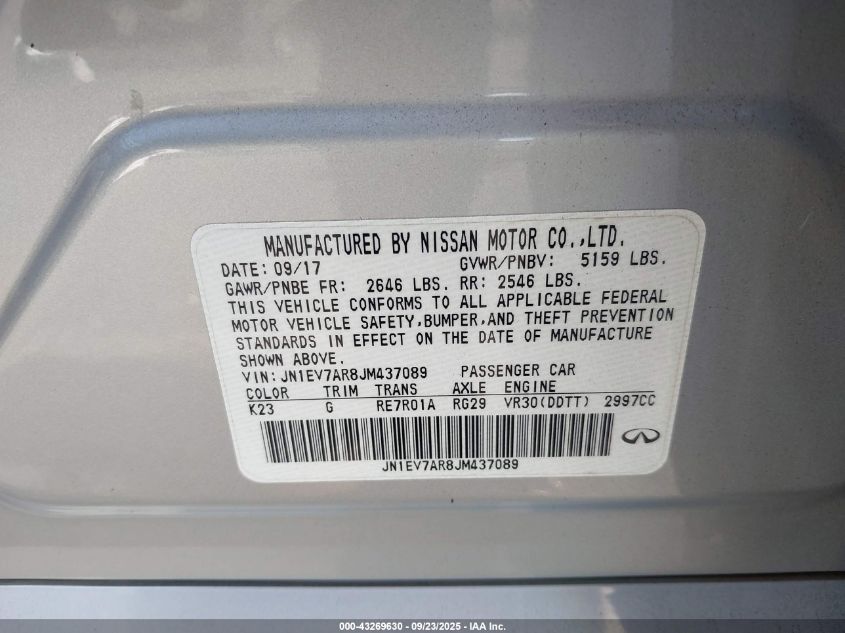 MANUFACTURED BY NISSAN MOTOR CO.,LTD.
DATE: 09/17 GVWR/PNBV: 5159 LBS.
GAWR/PNBE FR: 2646 LBS. RR: 2546 LBS.
THIS VEHICLE CONFORMS TO ALL APPLICABLE FEDERAL
MOTOR VEHICLE SAFETY,BUMPER,AND THEFT PREVENTION
STANDARDS IN EFFECT ON THE DATE OF MANUFACTURE
SHOWN ABOVE.
VIN:JN1EV7AR8JM437089 PASSENGER CAR
COLOR TRIM TRANS AXLE ENGINE
K23 G RE7R01A RG29 VR30(DDTT) 2997CC
JN1EV7AR8JM437089
000-43269630 - 09/23/2025 - IAA Inc.